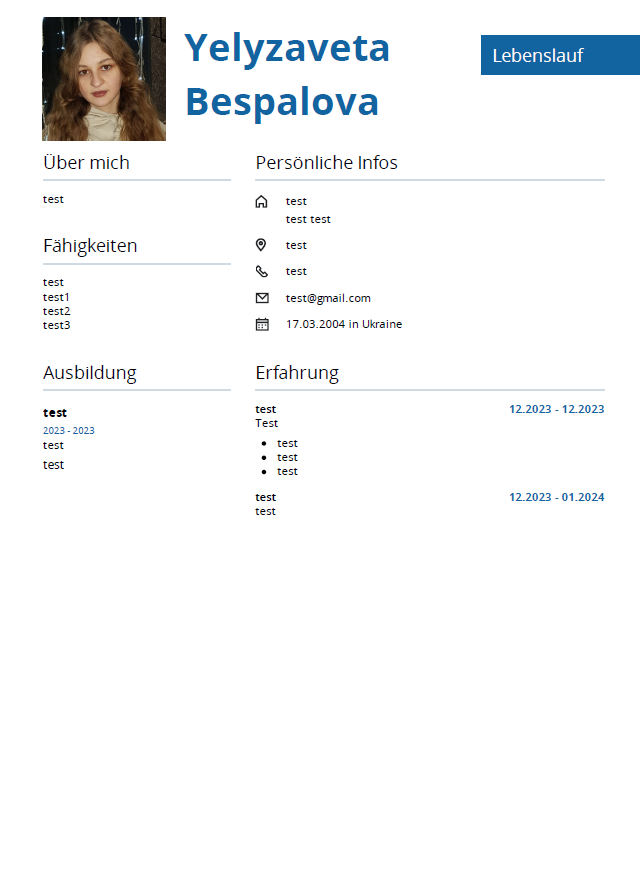 Yelyzaveta
Bespalova
Lebenslauf
Über mich
test
Fähigkeiten
test
test1
test2
test3
Ausbildung
test
2023 - 2023
test
test
Persönliche Infos
test
test test
test
test
test@gmail.com
17.03.2004 in Ukraine
Erfahrung
test 12.2023 - 12.2023
Test
• test
• test
• test
test 12.2023 - 01.2024
test